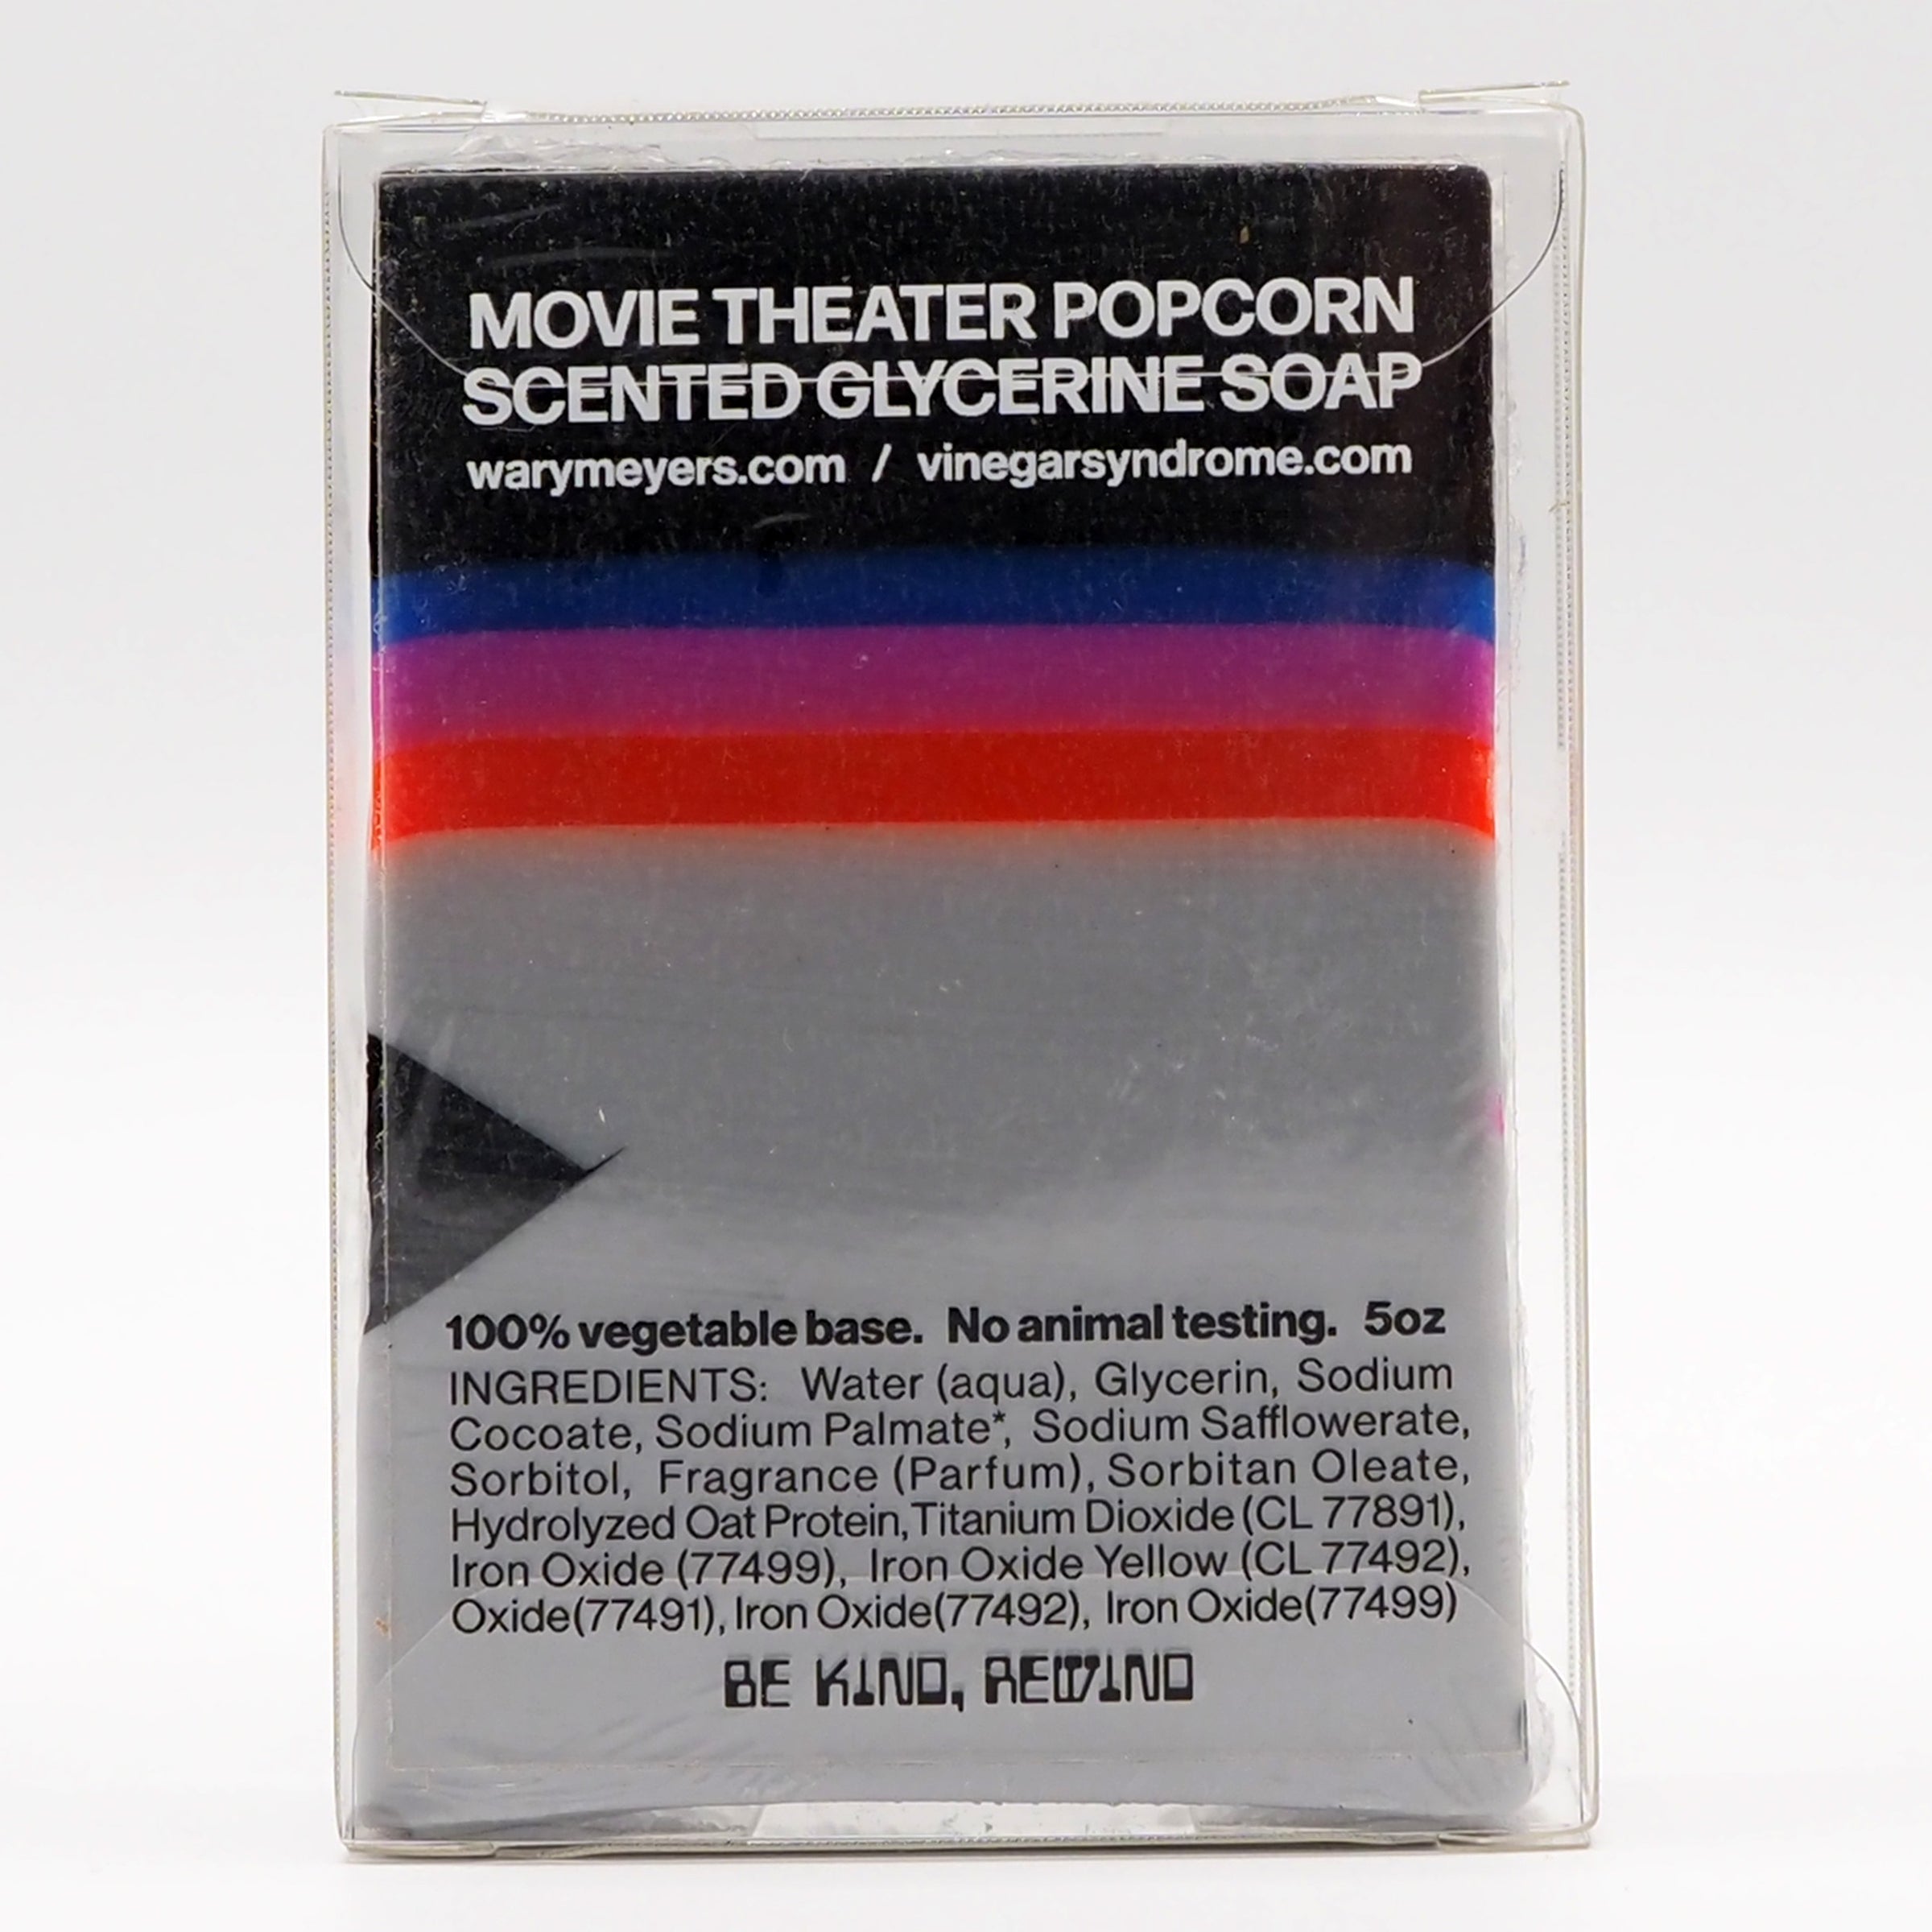 MOVIE THEATER POPCORN
SCENTED GLYCERINE SOAP
warymeyers.com / vinegarsyndrome.com
100% vegetable base. No animal testing. 5oz
INGREDIENTS: Water (aqua), Glycerin, Sodium
Cocoate, Sodium Palmate*, Sodium Safflowerate,
Sorbitol, Fragrance (Parfum), Sorbitan Oleate,
Hydrolyzed Oat Protein, Titanium Dioxide (CL 77891),
Iron Oxide (77499), Iron Oxide Yellow (CL 77492),
Oxide(77491), Iron Oxide(77492), Iron Oxide(77499)
BE KIND, REWIND